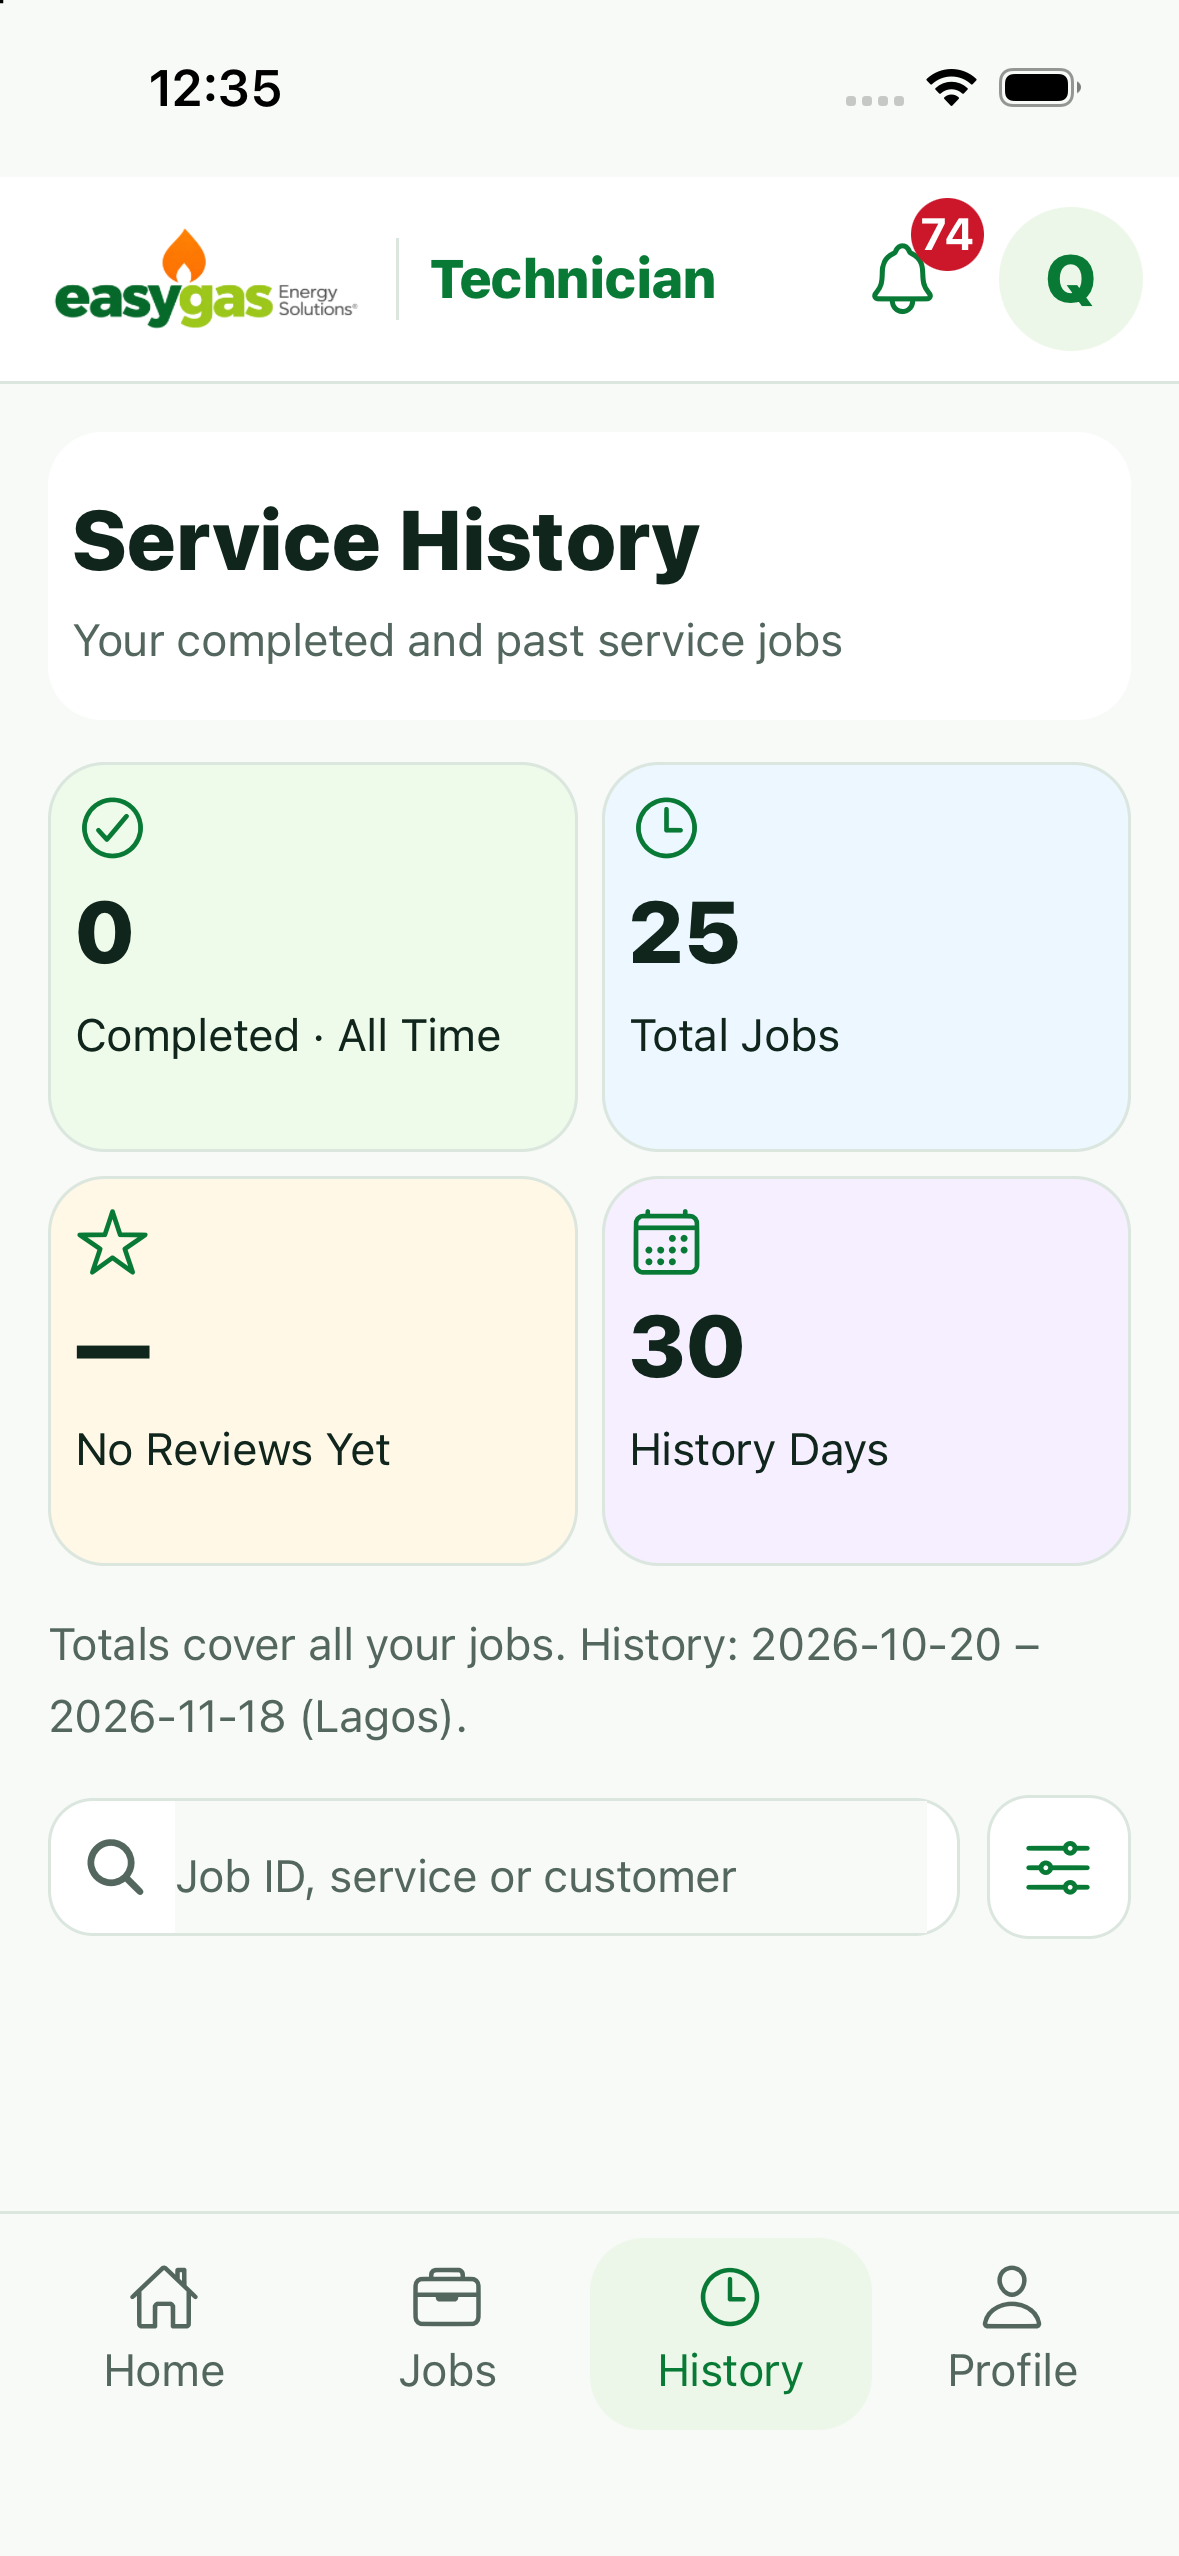 12:35
easygas Energy Solutions®
Technician
74
Q
Service History
Your completed and past service jobs
0
Completed · All Time
25
Total Jobs
—
No Reviews Yet
30
History Days
Totals cover all your jobs. History: 2026-10-20 –
2026-11-18 (Lagos).
Job ID, service or customer
Home
Jobs
History
Profile